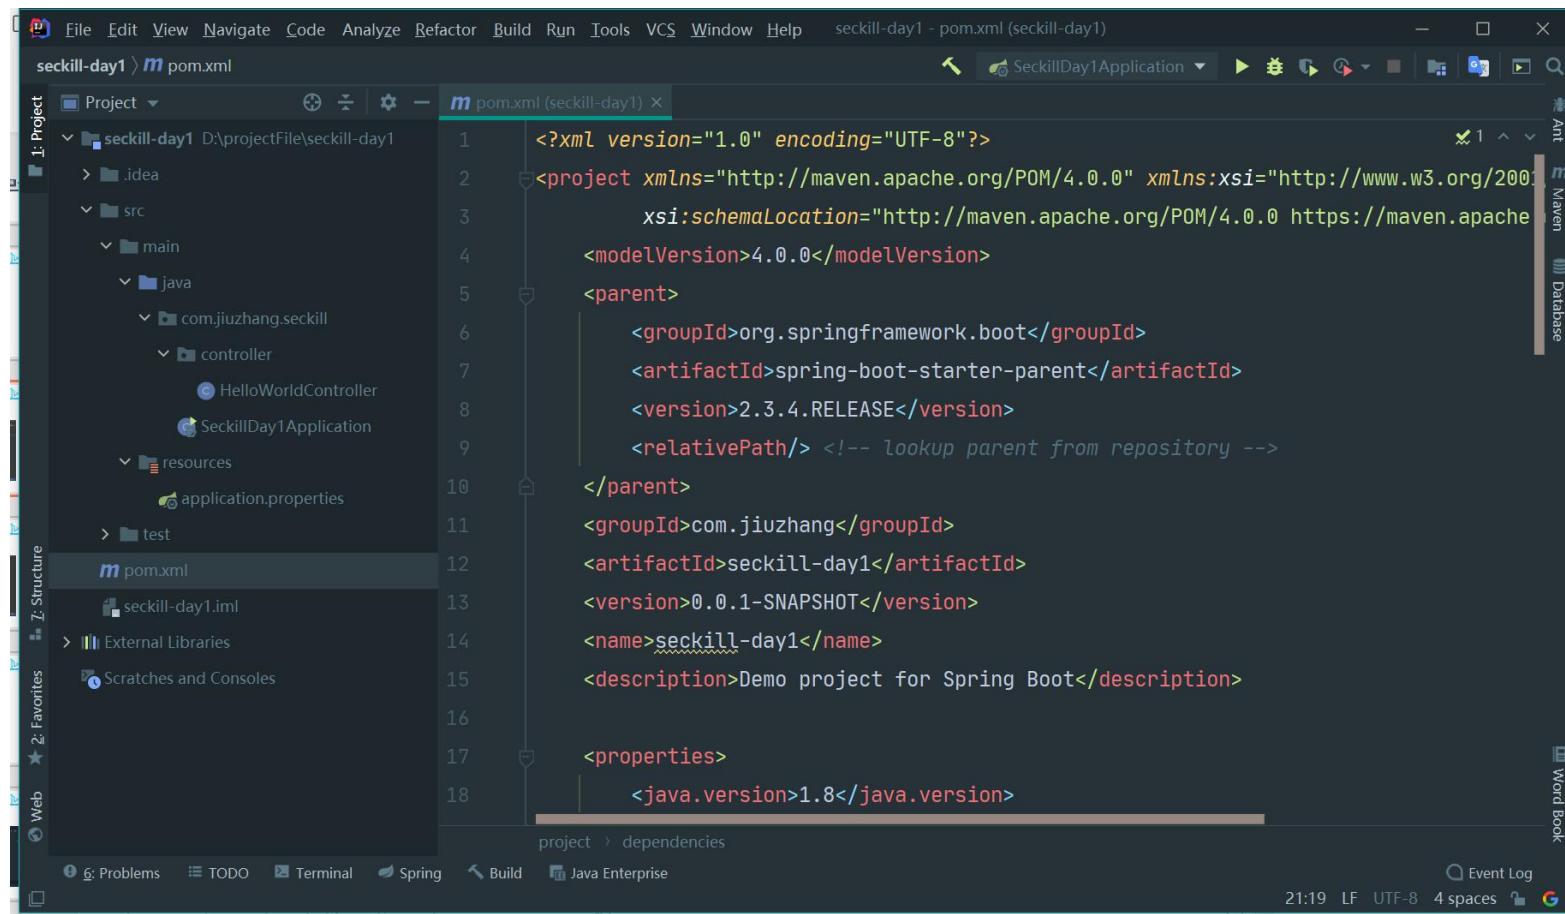 File Edit View Navigate Code Analyze Refactor Build Run Tools VCS Window Help seckill-day1 - pom.xml (seckill-day1)
seckill-day1 pom.xml SeckillDay1Application
1: Project
Project
pom.xml (seckill-day1)
seckill-day1 D:\projectFile\seckill-day1
.idea
src
main
java
com.jiuzhang.seckill
controller
HelloWorldController
SeckillDay1Application
resources
application.properties
test
pom.xml
seckill-day1.iml
External Libraries
Scratches and Consoles
7: Structure
2: Favorites
Web
1 <?xml version="1.0" encoding="UTF-8"?>
2 <project xmlns="http://maven.apache.org/POM/4.0.0" xmlns:xsi="http://www.w3.org/2001
3 xsi:schemaLocation="http://maven.apache.org/POM/4.0.0 https://maven.apache
4 <modelVersion>4.0.0</modelVersion>
5 <parent>
6 <groupId>org.springframework.boot</groupId>
7 <artifactId>spring-boot-starter-parent</artifactId>
8 <version>2.3.4.RELEASE</version>
9 <relativePath/> <!-- lookup parent from repository -->
10 </parent>
11 <groupId>com.jiuzhang</groupId>
12 <artifactId>seckill-day1</artifactId>
13 <version>0.0.1-SNAPSHOT</version>
14 <name>seckill-day1</name>
15 <description>Demo project for Spring Boot</description>
16
17 <properties>
18 <java.version>1.8</java.version>
1
Ant
Maven
Database
Word Book
project dependencies
6: Problems TODO Terminal Spring Build Java Enterprise Event Log
21:19 LF UTF-8 4 spaces